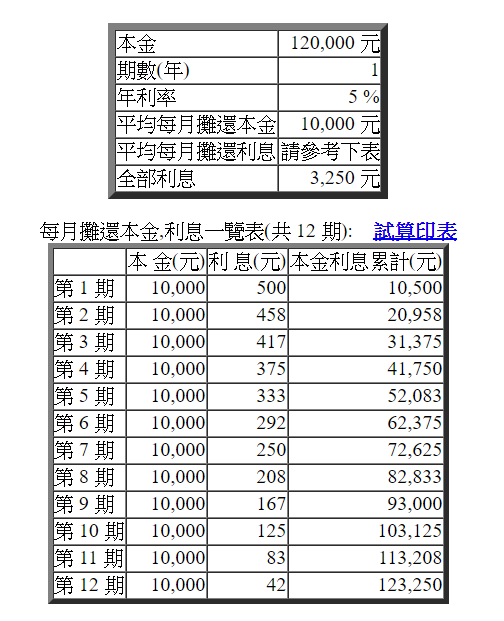 本金 120,000 元
期數(年) 1
年利率 5 %
平均每月攤還本金 10,000 元
平均每月攤還利息 請參考下表
全部利息 3,250 元
每月攤還本金,利息一覽表(共 12 期): 試算印表
本 金(元) 利 息(元) 本金利息累計(元)
第 1 期 10,000 500 10,500
第 2 期 10,000 458 20,958
第 3 期 10,000 417 31,375
第 4 期 10,000 375 41,750
第 5 期 10,000 333 52,083
第 6 期 10,000 292 62,375
第 7 期 10,000 250 72,625
第 8 期 10,000 208 82,833
第 9 期 10,000 167 93,000
第 10 期 10,000 125 103,125
第 11 期 10,000 83 113,208
第 12 期 10,000 42 123,250